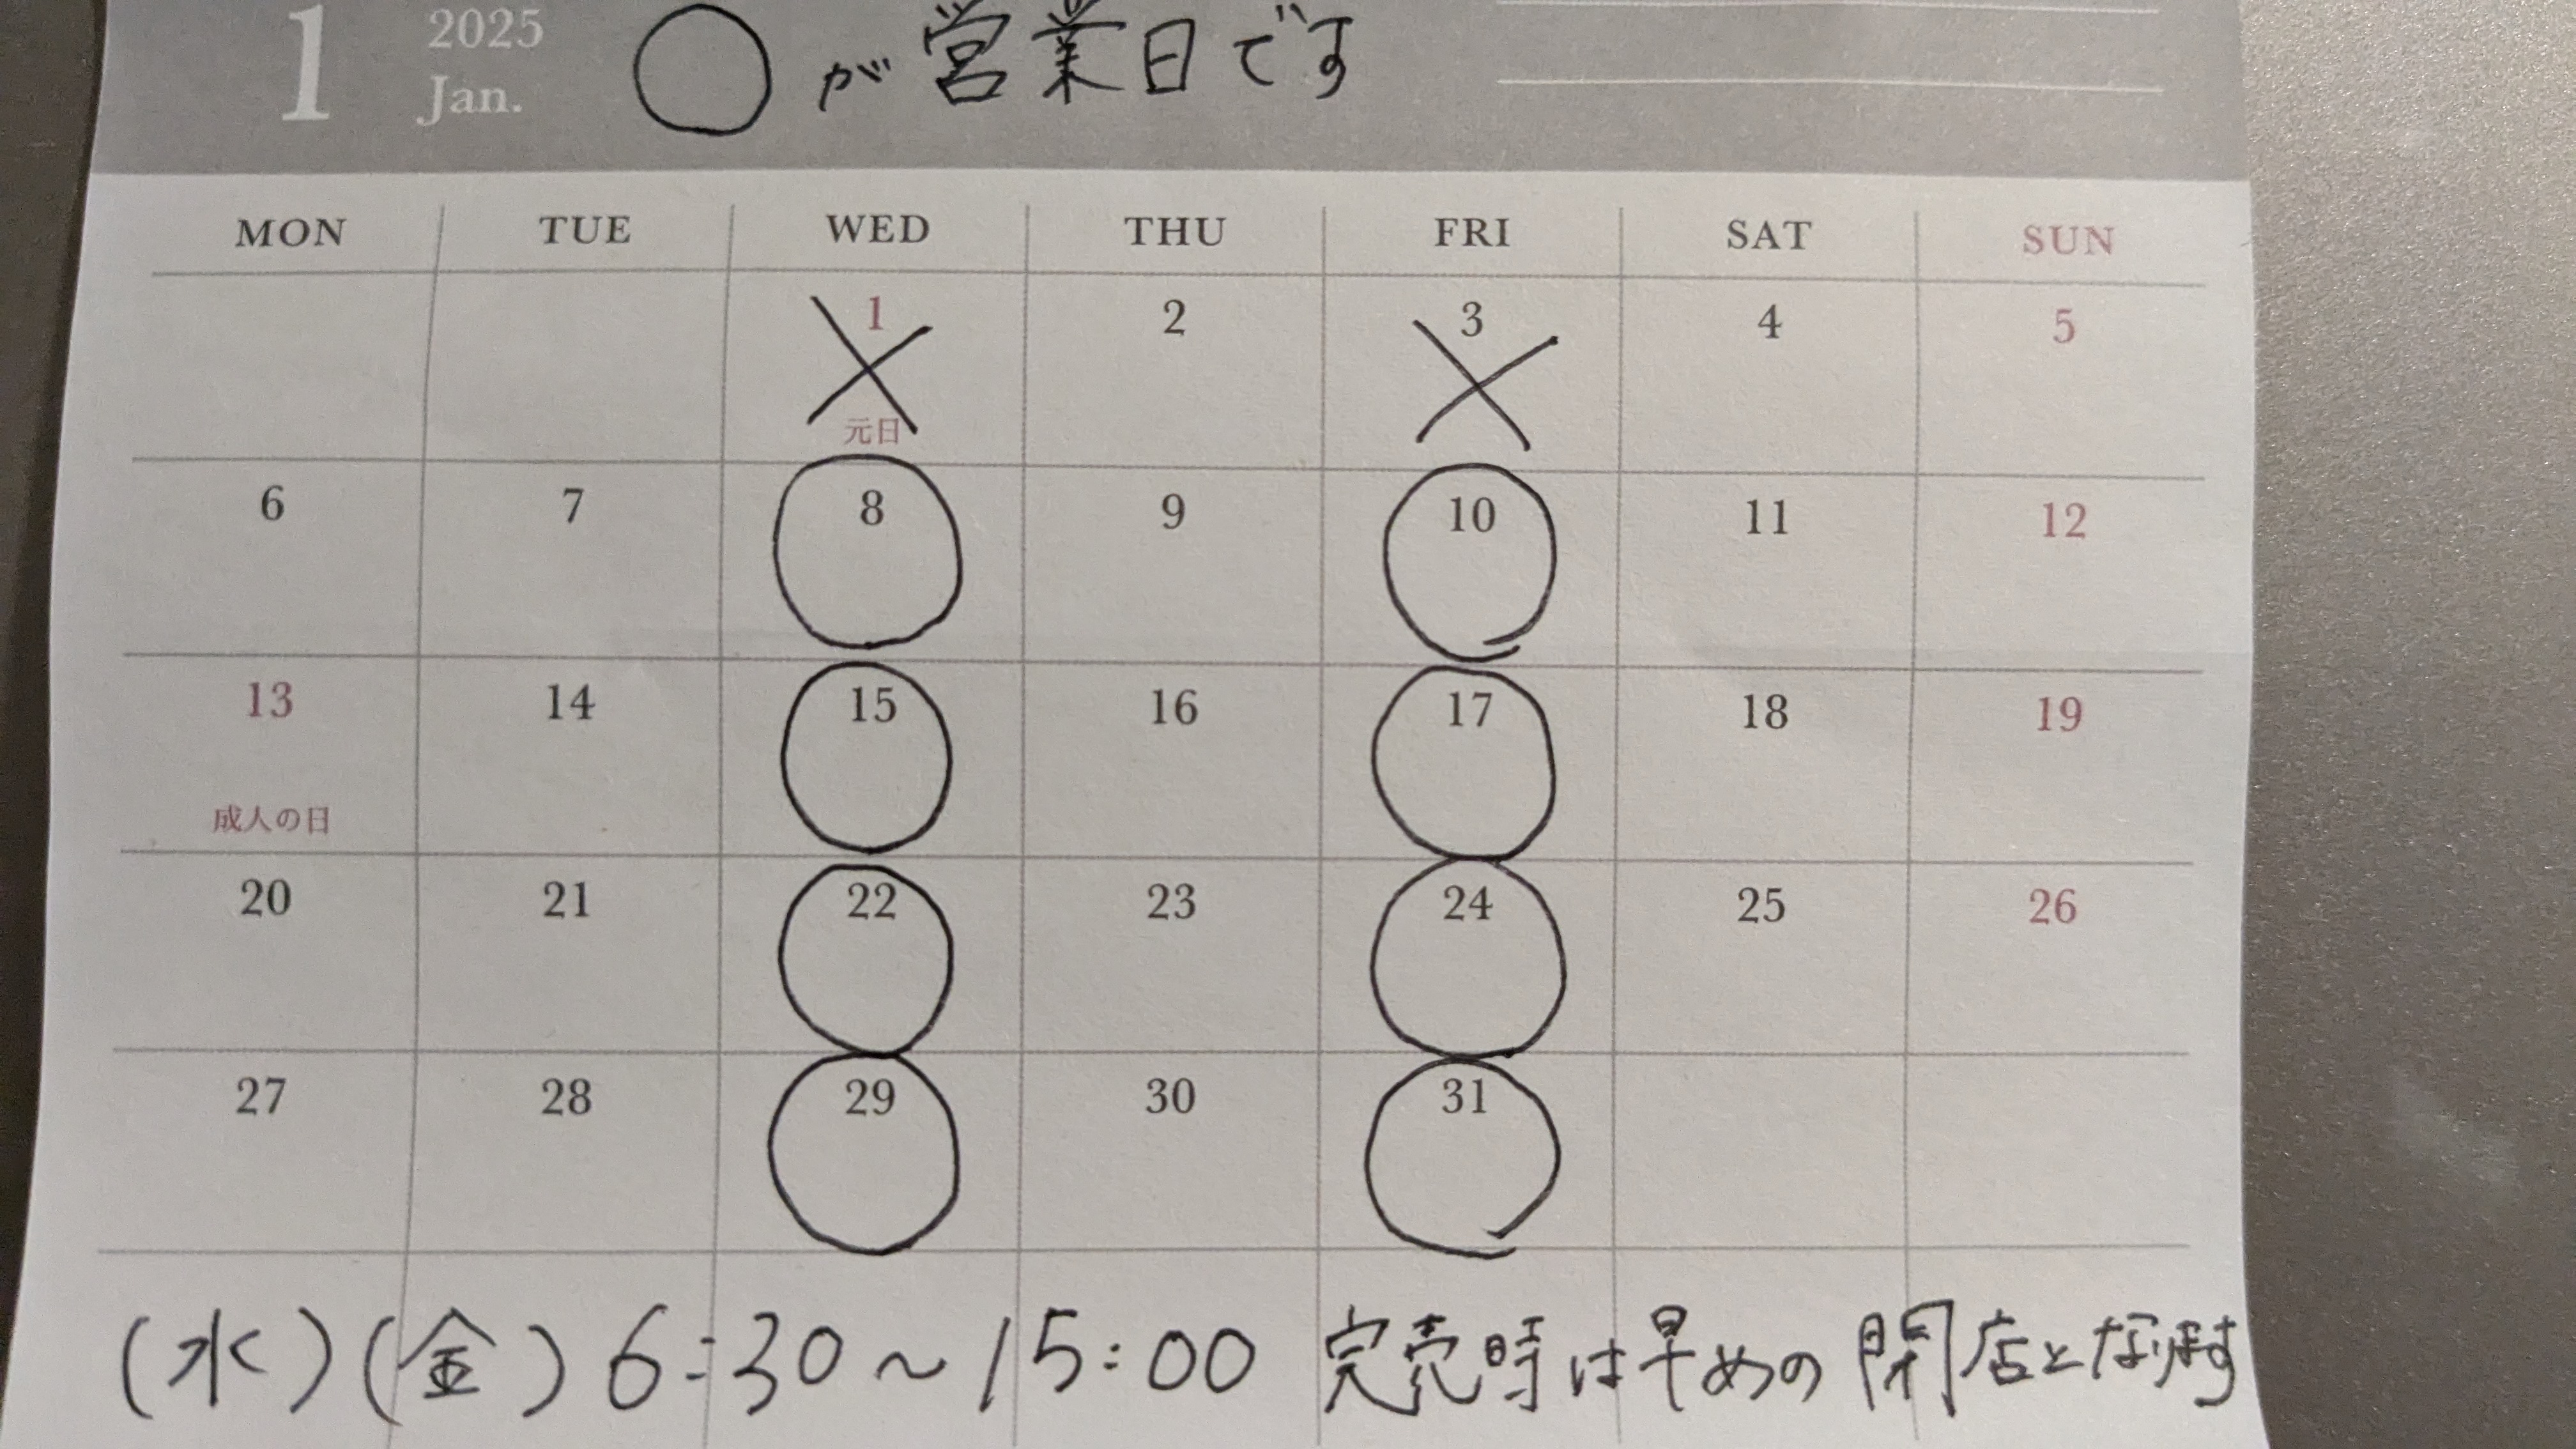 1 2025 ○が営業日です
Jan.
MON TUE WED THU FRI SAT SUN
1 2 3 4 5
元日
6 7 8 9 10 11 12
13 14 15 16 17 18 19
成人の日
20 21 22 23 24 25 26
27 28 29 30 31
(水)(金)6:30~15:00 完売時は早めの閉店となります